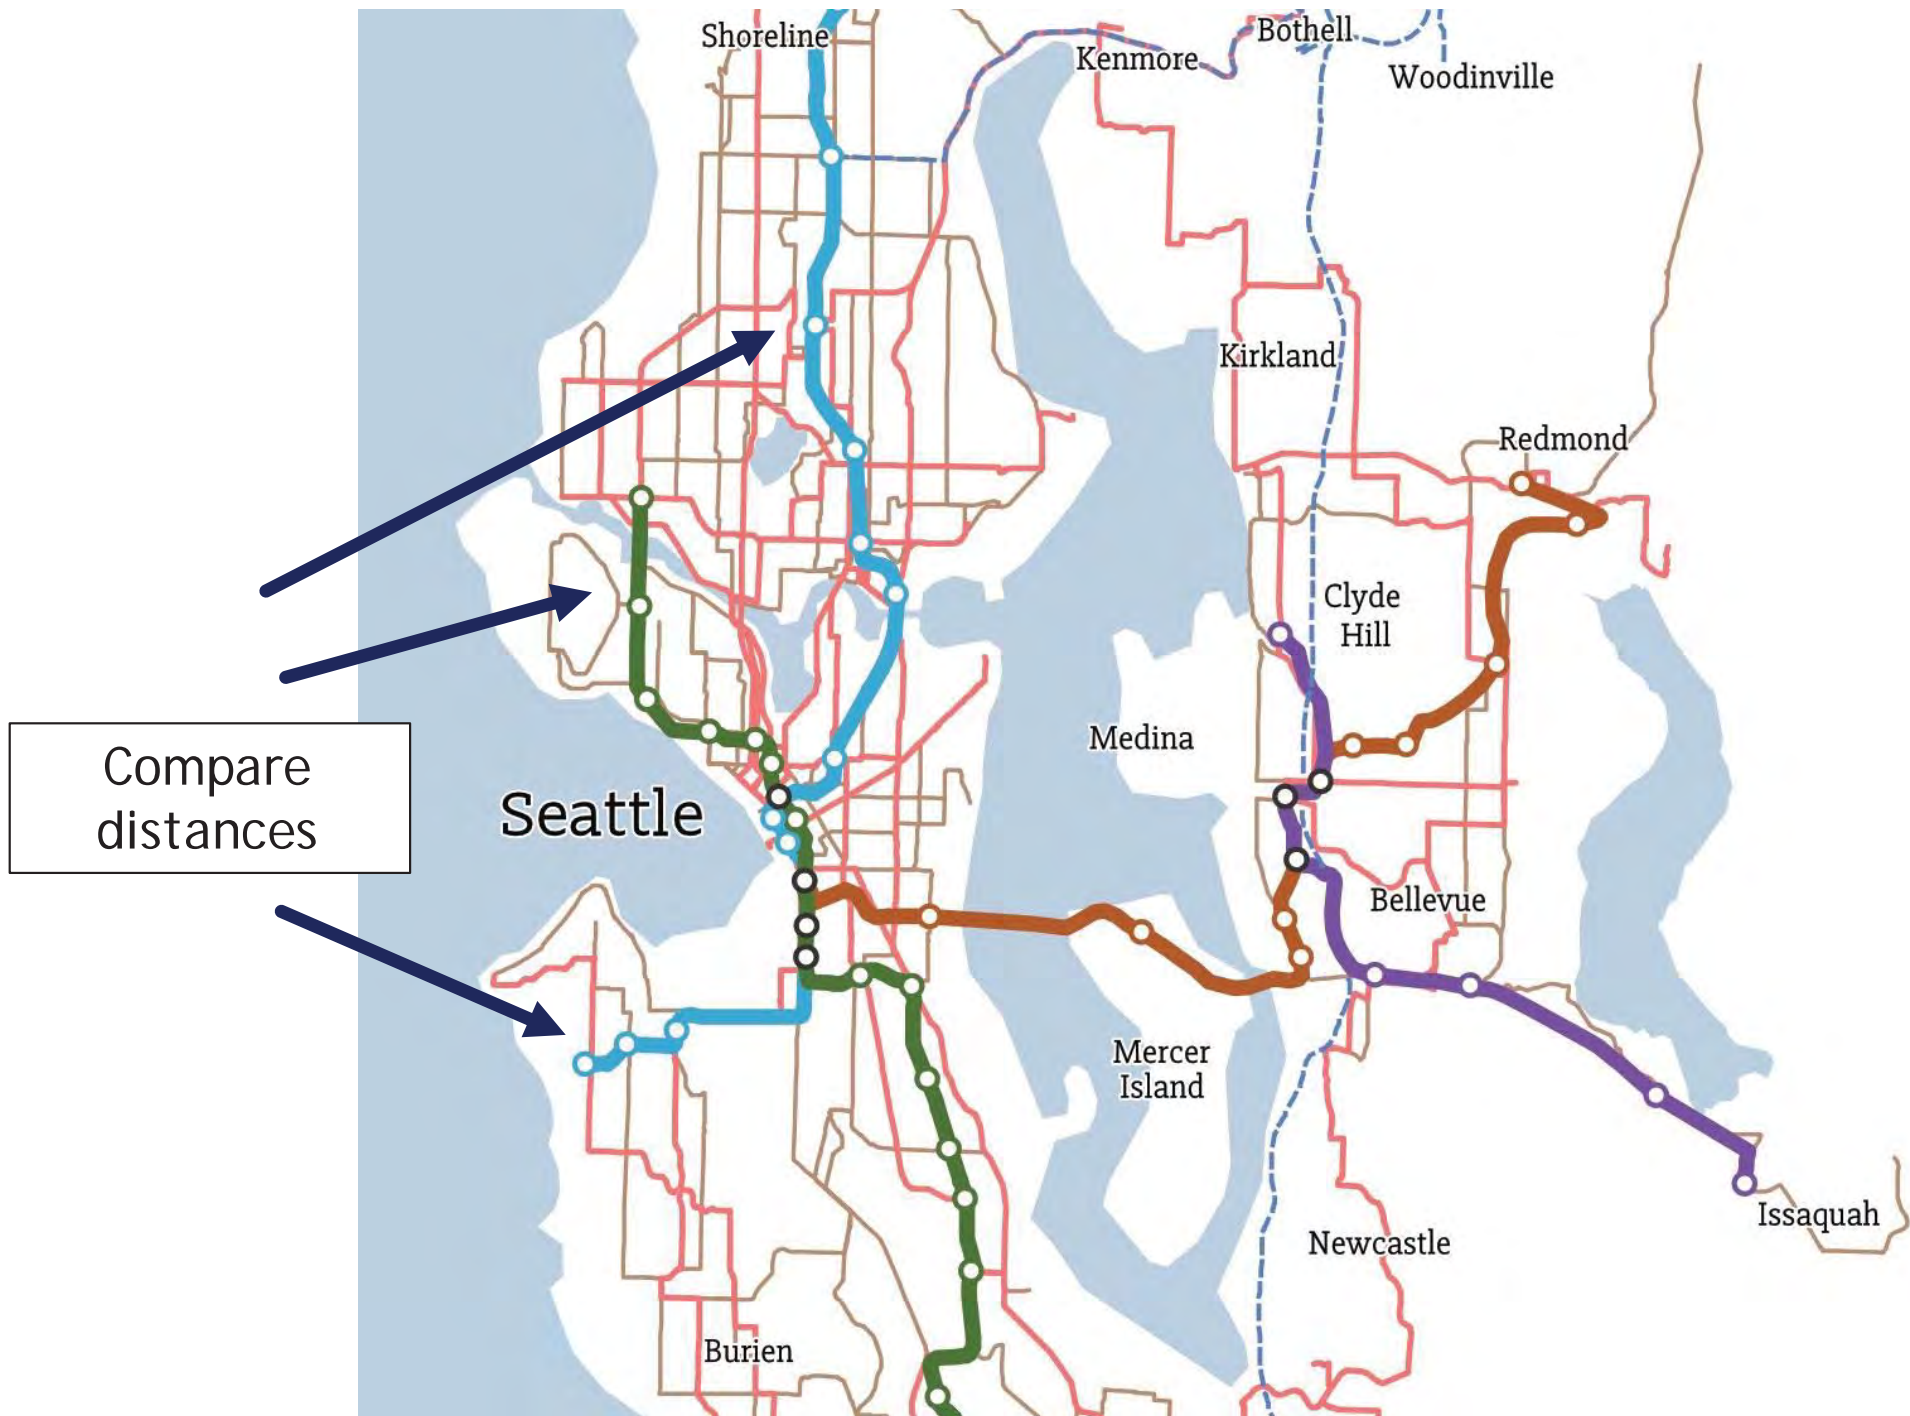 Shoreline
Bothell
Kenmore
Woodinville
Kirkland
Redmond
Clyde
Hill
Medina
Compare
distances
Seattle
Bellevue
Mercer
Island
Issaquah
Newcastle
Burien